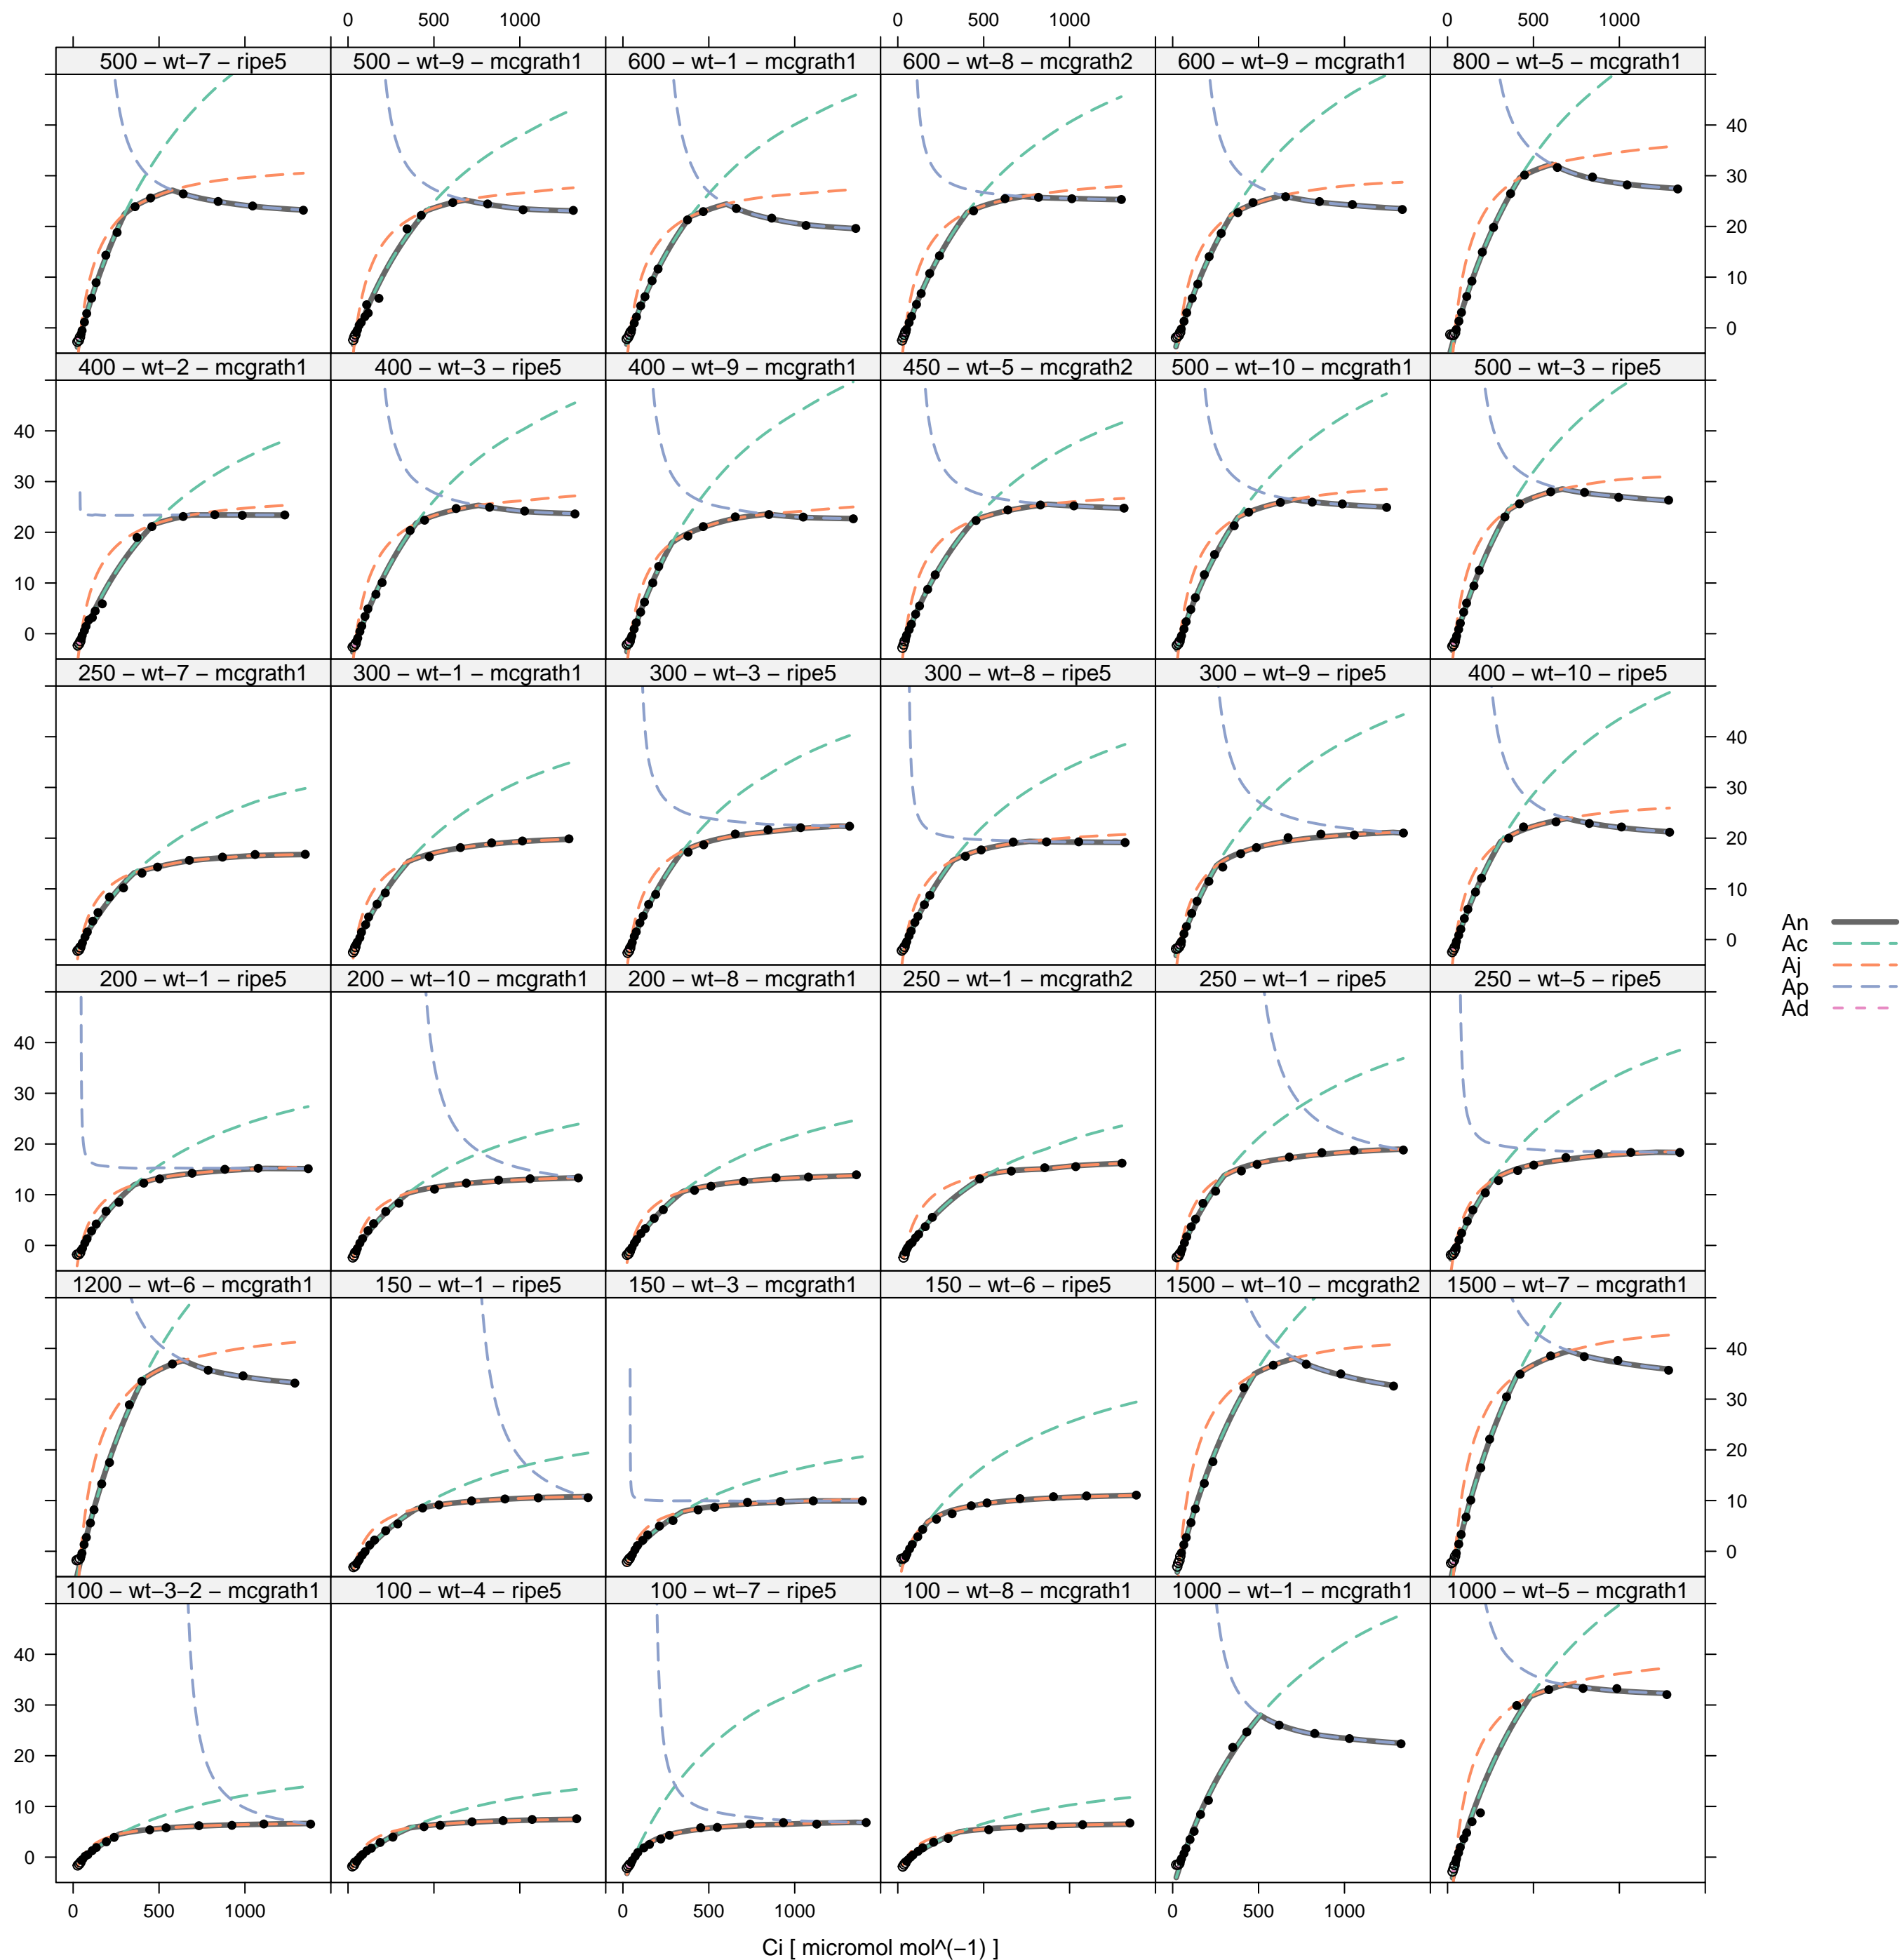 0 500 1000 0 500 1000 0 500 1000
500 – wt–7 – ripe5 500 – wt–9 – mcgrath1 600 – wt–1 – mcgrath1 600 – wt–8 – mcgrath2 600 – wt–9 – mcgrath1 800 – wt–5 – mcgrath1
40
30
20
10
0
400 – wt–2 – mcgrath1 400 – wt–3 – ripe5 400 – wt–9 – mcgrath1 450 – wt–5 – mcgrath2 500 – wt–10 – mcgrath1 500 – wt–3 – ripe5
40
30
20
10
0
250 – wt–7 – mcgrath1 300 – wt–1 – mcgrath1 300 – wt–3 – ripe5 300 – wt–8 – ripe5 300 – wt–9 – ripe5 400 – wt–10 – ripe5
40
30
20
10
0
An
Ac
Aj
Ap
Ad
200 – wt–1 – ripe5 200 – wt–10 – mcgrath1 200 – wt–8 – mcgrath1 250 – wt–1 – mcgrath2 250 – wt–1 – ripe5 250 – wt–5 – ripe5
40
30
20
10
0
1200 – wt–6 – mcgrath1 150 – wt–1 – ripe5 150 – wt–3 – mcgrath1 150 – wt–6 – ripe5 1500 – wt–10 – mcgrath2 1500 – wt–7 – mcgrath1
40
30
20
10
0
100 – wt–3–2 – mcgrath1 100 – wt–4 – ripe5 100 – wt–7 – ripe5 100 – wt–8 – mcgrath1 1000 – wt–1 – mcgrath1 1000 – wt–5 – mcgrath1
40
30
20
10
0
0 500 1000 0 500 1000 0 500 1000
Ci [ micromol mol^(−1) ]